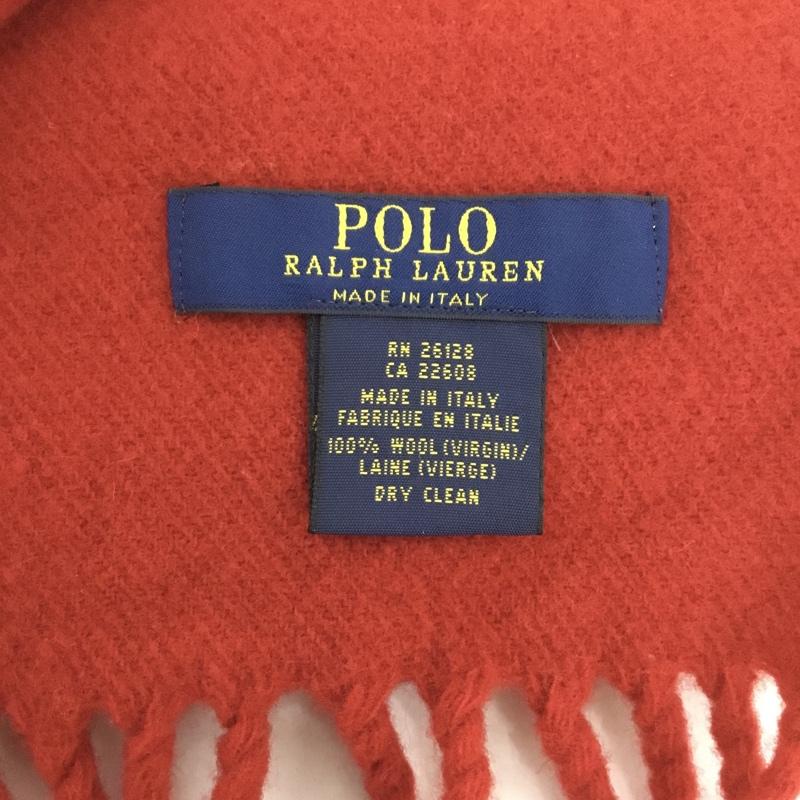 POLO
RALPH LAUREN
MADE IN ITALY
RN 26128
CA 22608
MADE IN ITALY
FABRIQUE EN ITALIE
100% WOOL (VIRGIN)/
LAINE (VIERGE)
DRY CLEAN